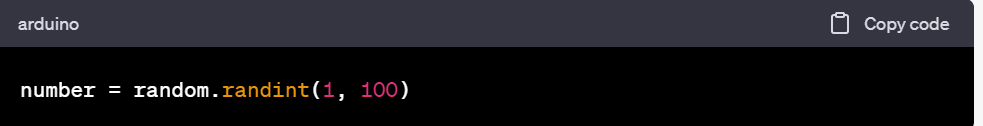 arduino
Copy code
number = random.randint(1, 100)